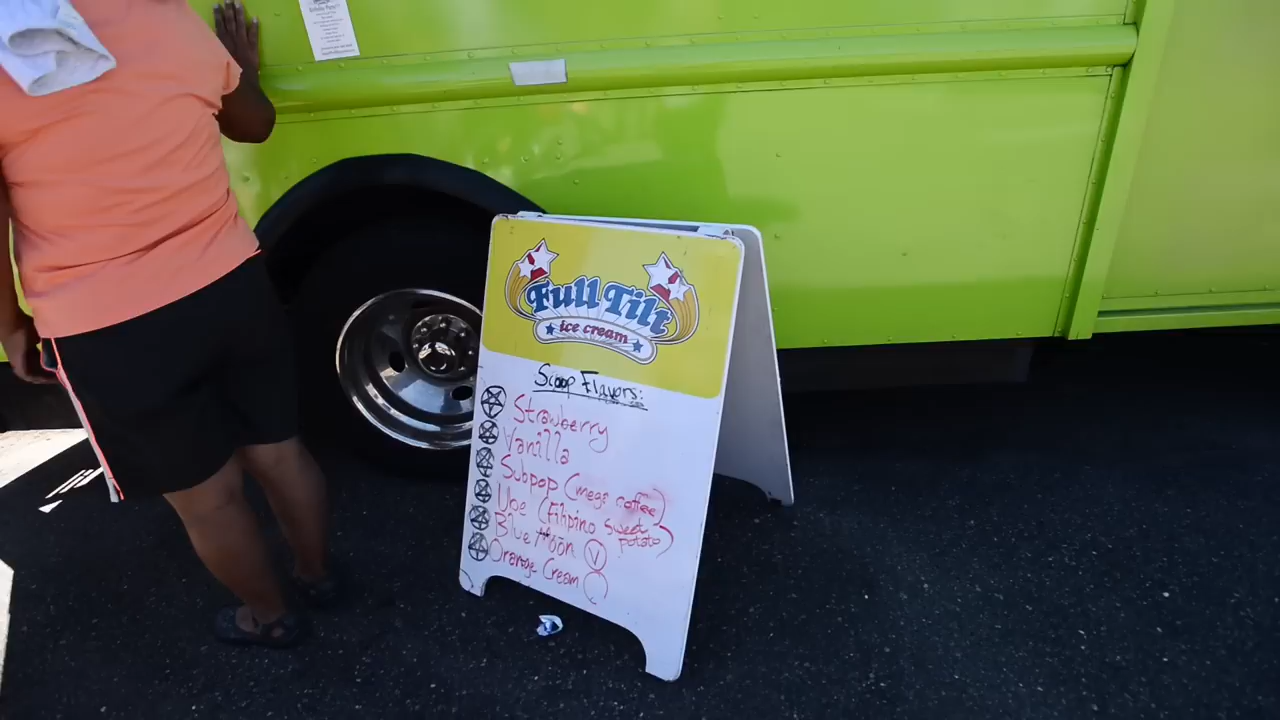 Full Tilt
ice cream
Scoop Flavors:
Strawberry
Vanilla
Subpop (mega coffee)
Ube (Filipino sweet potato)
Blue Moon V
Orange Cream